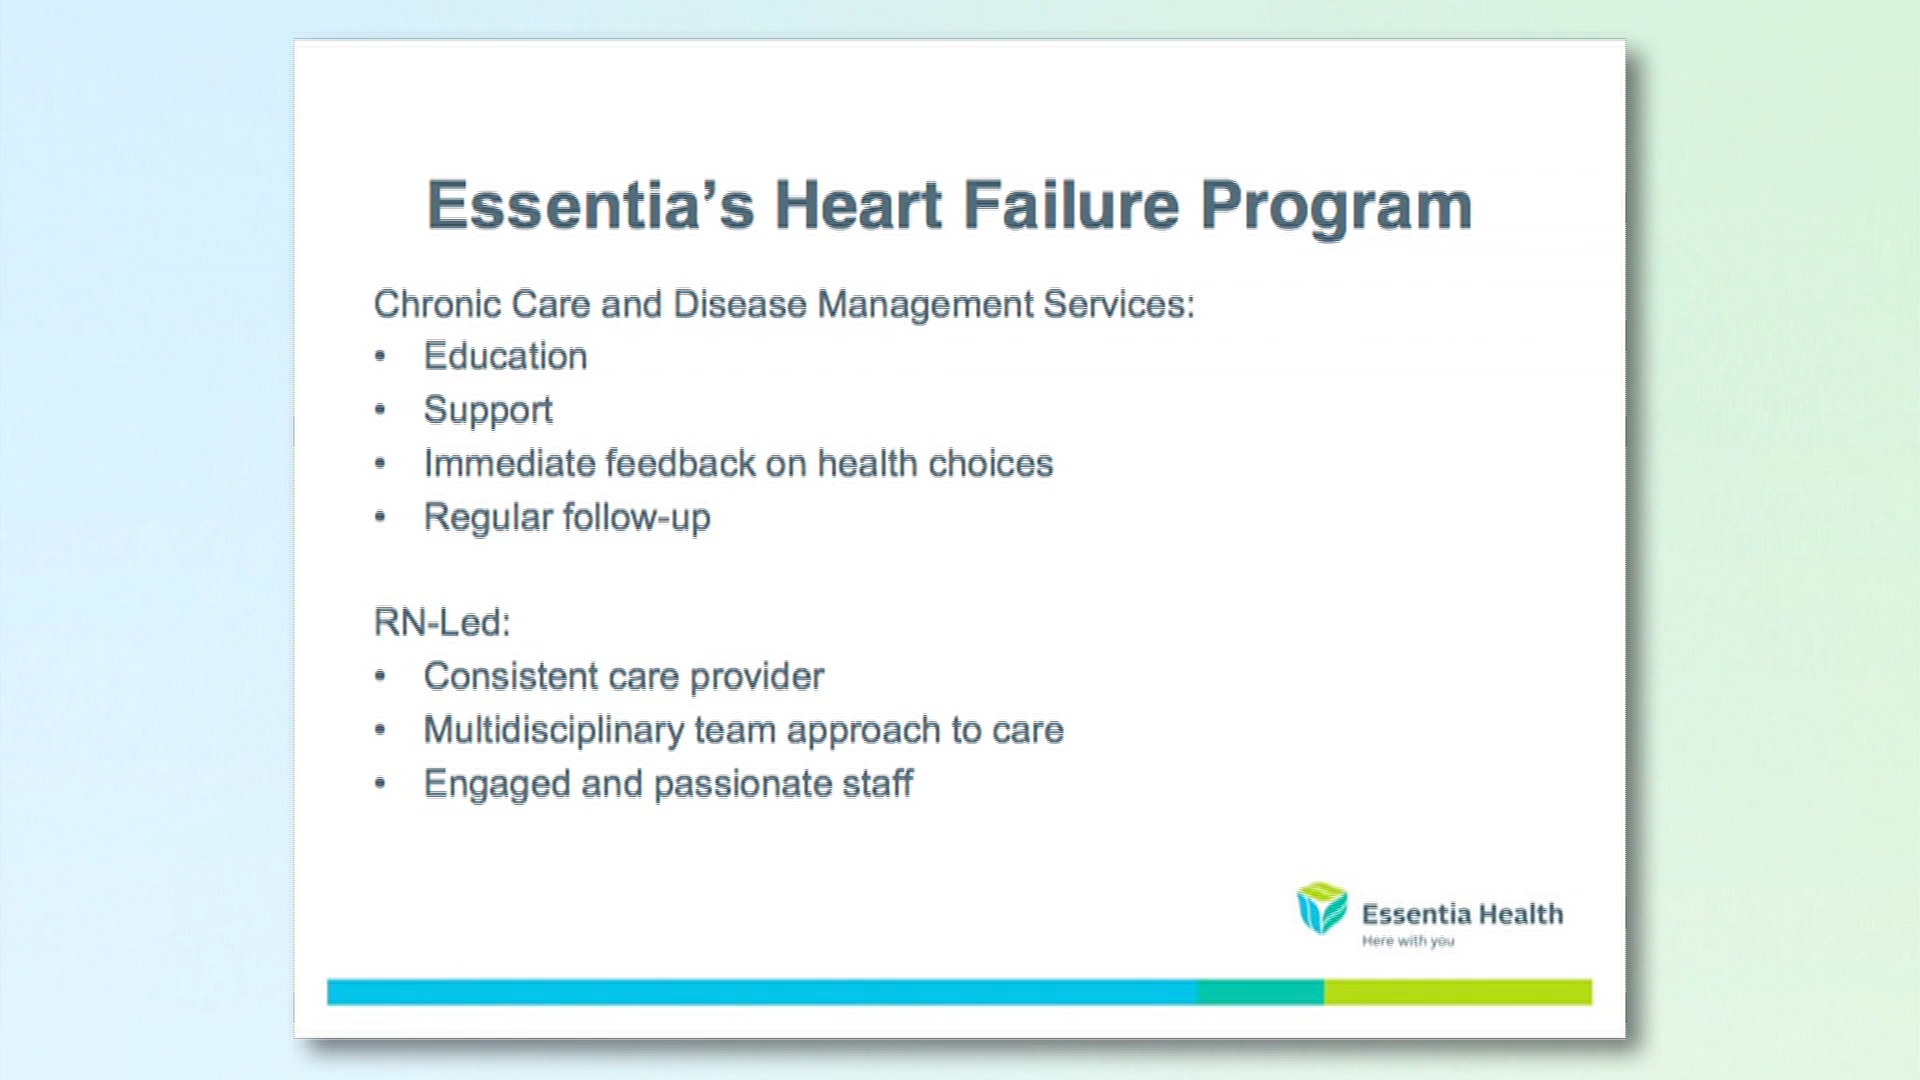 Essentia’s Heart Failure Program
Chronic Care and Disease Management Services:
• Education
• Support
• Immediate feedback on health choices
• Regular follow-up
RN-Led:
• Consistent care provider
• Multidisciplinary team approach to care
• Engaged and passionate staff
Essentia Health
Here with you